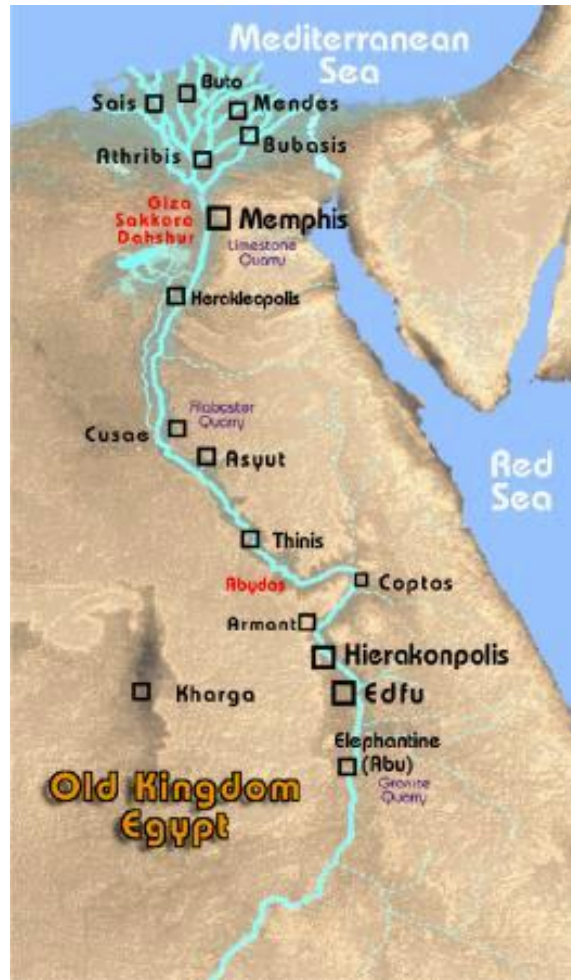 Mediterranean
Sea
Buto
Sais
Mendes
Bubasis
Athribis
Giza
Sakkara
Dahshur
Memphis
Limestone
Quarry
Herakleopolis
Alabaster
Quarry
Cusae
Asyut
Red
Sea
Thinis
Abydos
Coptos
Armant
Hierakonpolis
Kharga
Edfu
Elephantine
(Abu)
Granite
Quarry
Old Kingdom
Egypt